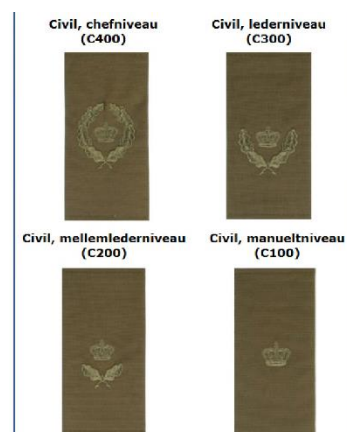 Civil, chefniveau
(C400)
Civil, lederniveau
(C300)
Civil, mellemlederniveau
(C200)
Civil, manueltniveau
(C100)